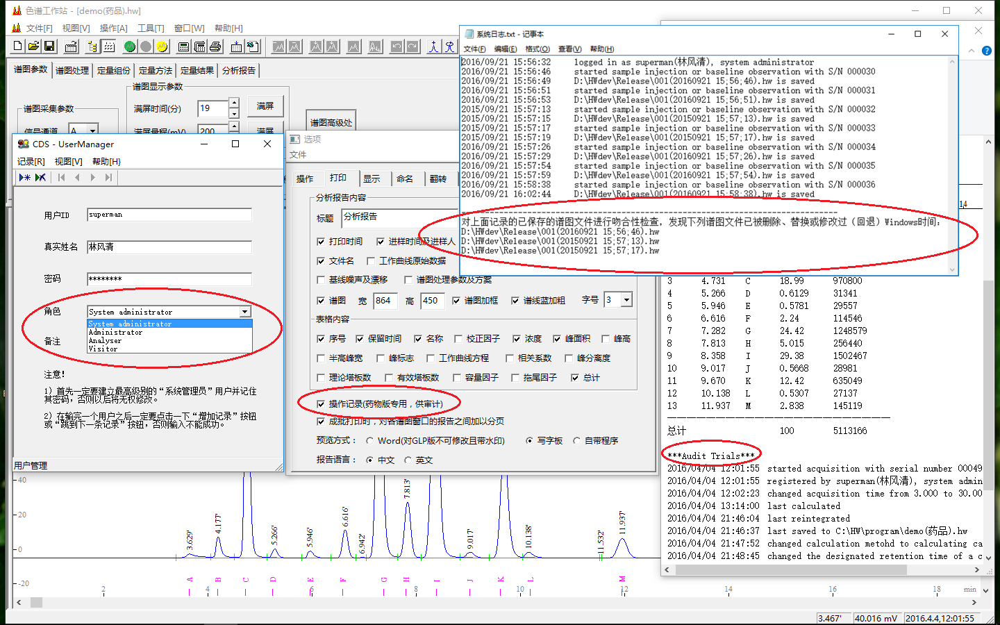 色谱工作站 - [demo(药品).hw]
文件[F] 视图[V] 操作[A] 工具[T] 窗口[W] 帮助[H]
谱图参数 谱图处理 定量组份 定量方法 定量结果 分析报告
谱图显示参数
谱图采集参数
满屏时间(分) 19 满屏
信号通道 A
满屏量程(mV) 200 满屏
谱图高级处
CDS - UserManager
记录[R] 视图[V] 帮助[H]
用户ID superman
真实姓名 林风清
密码 ********
角色 System administrator
System administrator
Administrator
Analyser
Visitor
备注
注意!
1) 首先一定要建立最高级别的“系统管理员”用户并记住
其密码，否则以后将无权修改。
2) 在输完一个用户之后一定要点击一下“增加记录”按钮
或“跳到下一条记录”按钮，否则输入不能成功。
用户管理
选项
文件
操作 打印 显示 命名 翻转
分析报告内容
标题 分析报告
打印时间 进样时间及进样人
文件名 工作曲线原始数据
基线噪声及漂移 谱图处理参数及方案
谱图 宽 864 高 450 谱图加框 谱线蓝加粗 字号 3
表格内容
序号 保留时间 名称 校正因子 浓度 峰面积 峰高
半高峰宽 峰标志 工作曲线方程 相关系数 峰分离度
理论塔板数 有效塔板数 容量因子 拖尾因子 总计
操作记录(药物版专用，供审计)
成批打印时，对各谱图窗口的报告之间加以分页
预览方式： Word(对GLP版不可修改且带水印) 写字板 自带程序
报告语言： 中文 英文
系统日志.txt - 记事本
文件(F) 编辑(E) 格式(O) 查看(V) 帮助(H)
2016/09/21 15:56:32 logged in as superman(林风清), system administrator
2016/09/21 15:56:46 started sample injection or baseline observation with S/N 000030
2016/09/21 15:56:49 D:\HWdev\Release\001(20160921 15;56;46).hw is saved
2016/09/21 15:56:51 started sample injection or baseline observation with S/N 000031
2016/09/21 15:56:53 D:\HWdev\Release\001(20160921 15;56;51).hw is saved
2015/09/21 15:57:13 started sample injection or baseline observation with S/N 000032
2015/09/21 15:57:15 D:\HWdev\Release\001(20150921 15;57;13).hw is saved
2015/09/21 15:57:17 started sample injection or baseline observation with S/N 000033
2015/09/21 15:57:19 D:\HWdev\Release\001(20150921 15;57;17).hw is saved
2016/09/21 15:57:26 started sample injection or baseline observation with S/N 000034
2016/09/21 15:57:29 D:\HWdev\Release\001(20160921 15;57;26).hw is saved
2016/09/21 15:57:54 started sample injection or baseline observation with S/N 000035
2016/09/21 15:57:59 D:\HWdev\Release\001(20160921 15;57;54).hw is saved
2016/09/21 15:58:38 started sample injection or baseline observation with S/N 000036
2016/09/21 16:02:44 D:\HWdev\Release\001(20160921 15;58;38).hw is saved
对上面记录的已保存的谱图文件进行吻合性检查，发现下列谱图文件已被删除、替换或修改过（回退）Windows时间：
D:\HWdev\Release\001(20160921 15;56;46).hw
D:\HWdev\Release\001(20150921 15;57;13).hw
D:\HWdev\Release\001(20150921 15;57;17).hw
14,
3 4.731 C 18.99 970800
4 5.266 D 0.6129 31341
5 5.946 E 0.5781 29557
6 6.616 F 2.24 114546
7 7.282 G 24.42 1248579
8 7.813 H 5.015 256440
9 8.358 I 29.38 1502467
10 9.017 J 0.5668 28981
11 9.670 K 12.42 635049
12 10.138 L 0.5307 27137
13 11.937 M 2.838 145119
总计 100 5113166
***Audit Trials***
2016/04/04 12:01:55 started acquisition with serial number 00049
2016/04/04 12:01:55 registered by superman(林风清), system admin
2016/04/04 12:02:23 changed acquisition time from 3.000 to 30.00
2016/04/04 13:14:00 last calculated
2016/04/04 21:46:04 last reintegrated
2016/04/04 21:46:37 last saved to C:\HW\program\demo(药品).hw
2016/04/04 21:47:52 changed calculation metohd to calculating ca
2016/04/04 21:48:45 changed the designated retention time of a c
40
20
0
-20
3.629' 4.177' 5.266' 5.946' 6.616' 6.942' 7.813' 9.017' 10.138' 11.532' 11.937'
A B C D E F G H I J K L M
2 4 6 8 10 12 14 16 18 min
3.467' 40.016 mV 2016.4.4,12:01:55